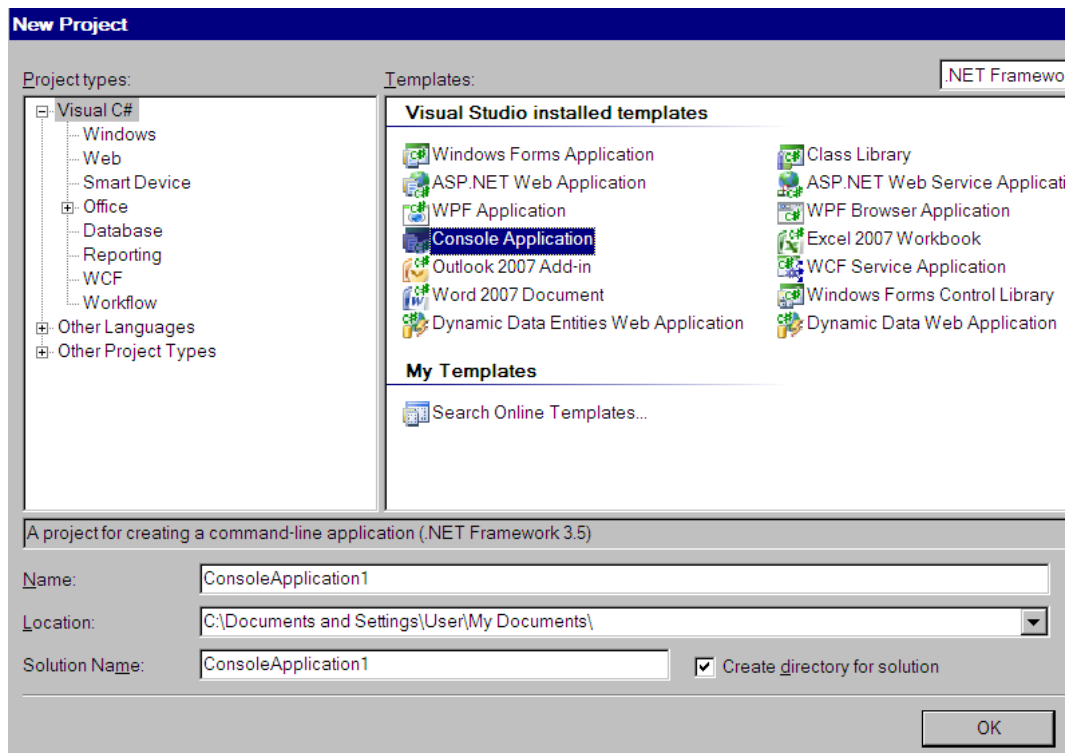 New Project
Project types:
Templates:
.NET Framewo
Visual C#
Windows
Web
Smart Device
Office
Database
Reporting
WCF
Workflow
Other Languages
Other Project Types
Visual Studio installed templates
Windows Forms Application
Class Library
ASP.NET Web Application
ASP.NET Web Service Applicati
WPF Application
WPF Browser Application
Console Application
Excel 2007 Workbook
Outlook 2007 Add-in
WCF Service Application
Word 2007 Document
Windows Forms Control Library
Dynamic Data Entities Web Application
Dynamic Data Web Application
My Templates
Search Online Templates...
A project for creating a command-line application (.NET Framework 3.5)
Name:
ConsoleApplication1
Location:
C:\Documents and Settings\User\My Documents\
Solution Name:
ConsoleApplication1
Create directory for solution
OK